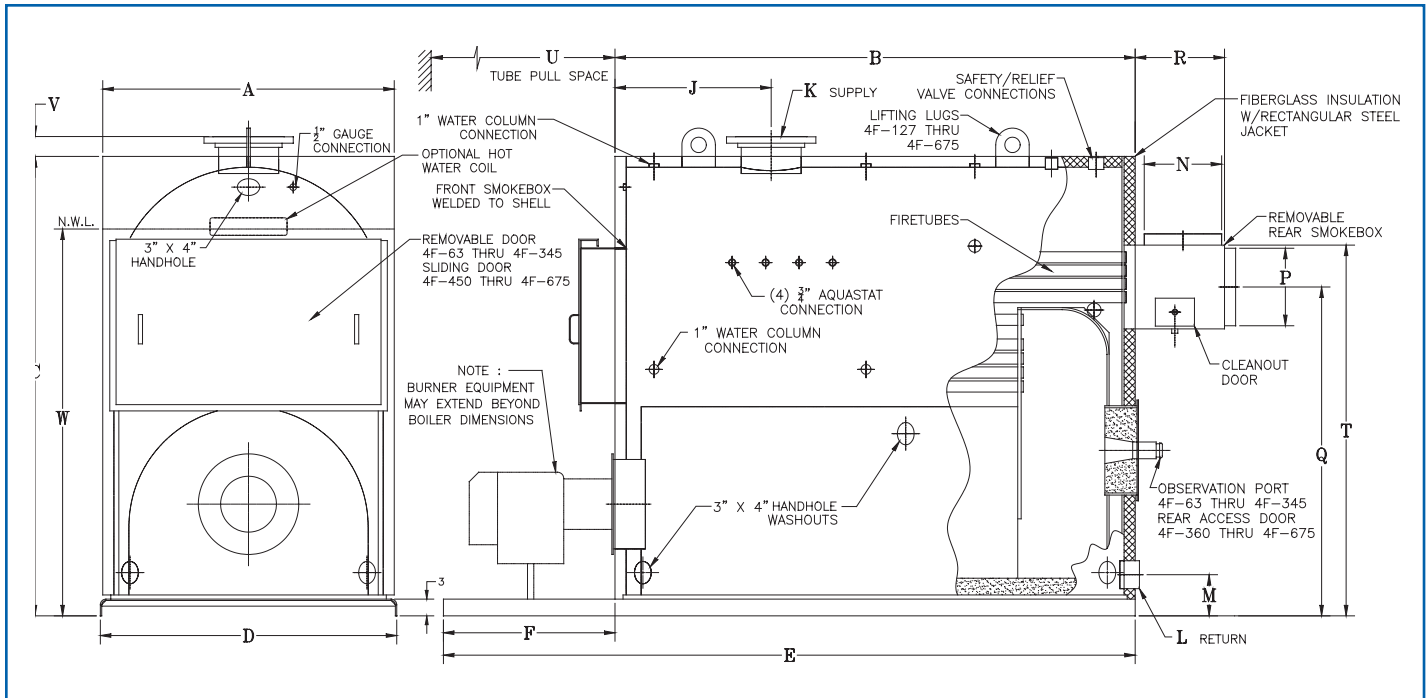 U
B
R
TUBE PULL SPACE
A
J
K SUPPLY
SAFETY/RELIEF
VALVE CONNECTIONS
V
1" WATER COLUMN
CONNECTION
LIFTING LUGS
4F-127 THRU
4F-675
FIBERGLASS INSULATION
W/RECTANGULAR STEEL
JACKET
½" GAUGE
CONNECTION
OPTIONAL HOT
WATER COIL
N
FRONT SMOKEBOX
WELDED TO SHELL
N.W.L.
FIRETUBES
REMOVABLE
REAR SMOKEBOX
3" X 4"
HANDHOLE
REMOVABLE DOOR
4F-63 THRU 4F-345
SLIDING DOOR
4F-450 THRU 4F-675
P
(4) ¾" AQUASTAT
CONNECTION
1" WATER COLUMN
CONNECTION
CLEANOUT
DOOR
NOTE :
BURNER EQUIPMENT
MAY EXTEND BEYOND
BOILER DIMENSIONS
W
T
Q
3" X 4" HANDHOLE
WASHOUTS
OBSERVATION PORT
4F-63 THRU 4F-345
REAR ACCESS DOOR
4F-360 THRU 4F-675
3
M
D
F
L RETURN
E